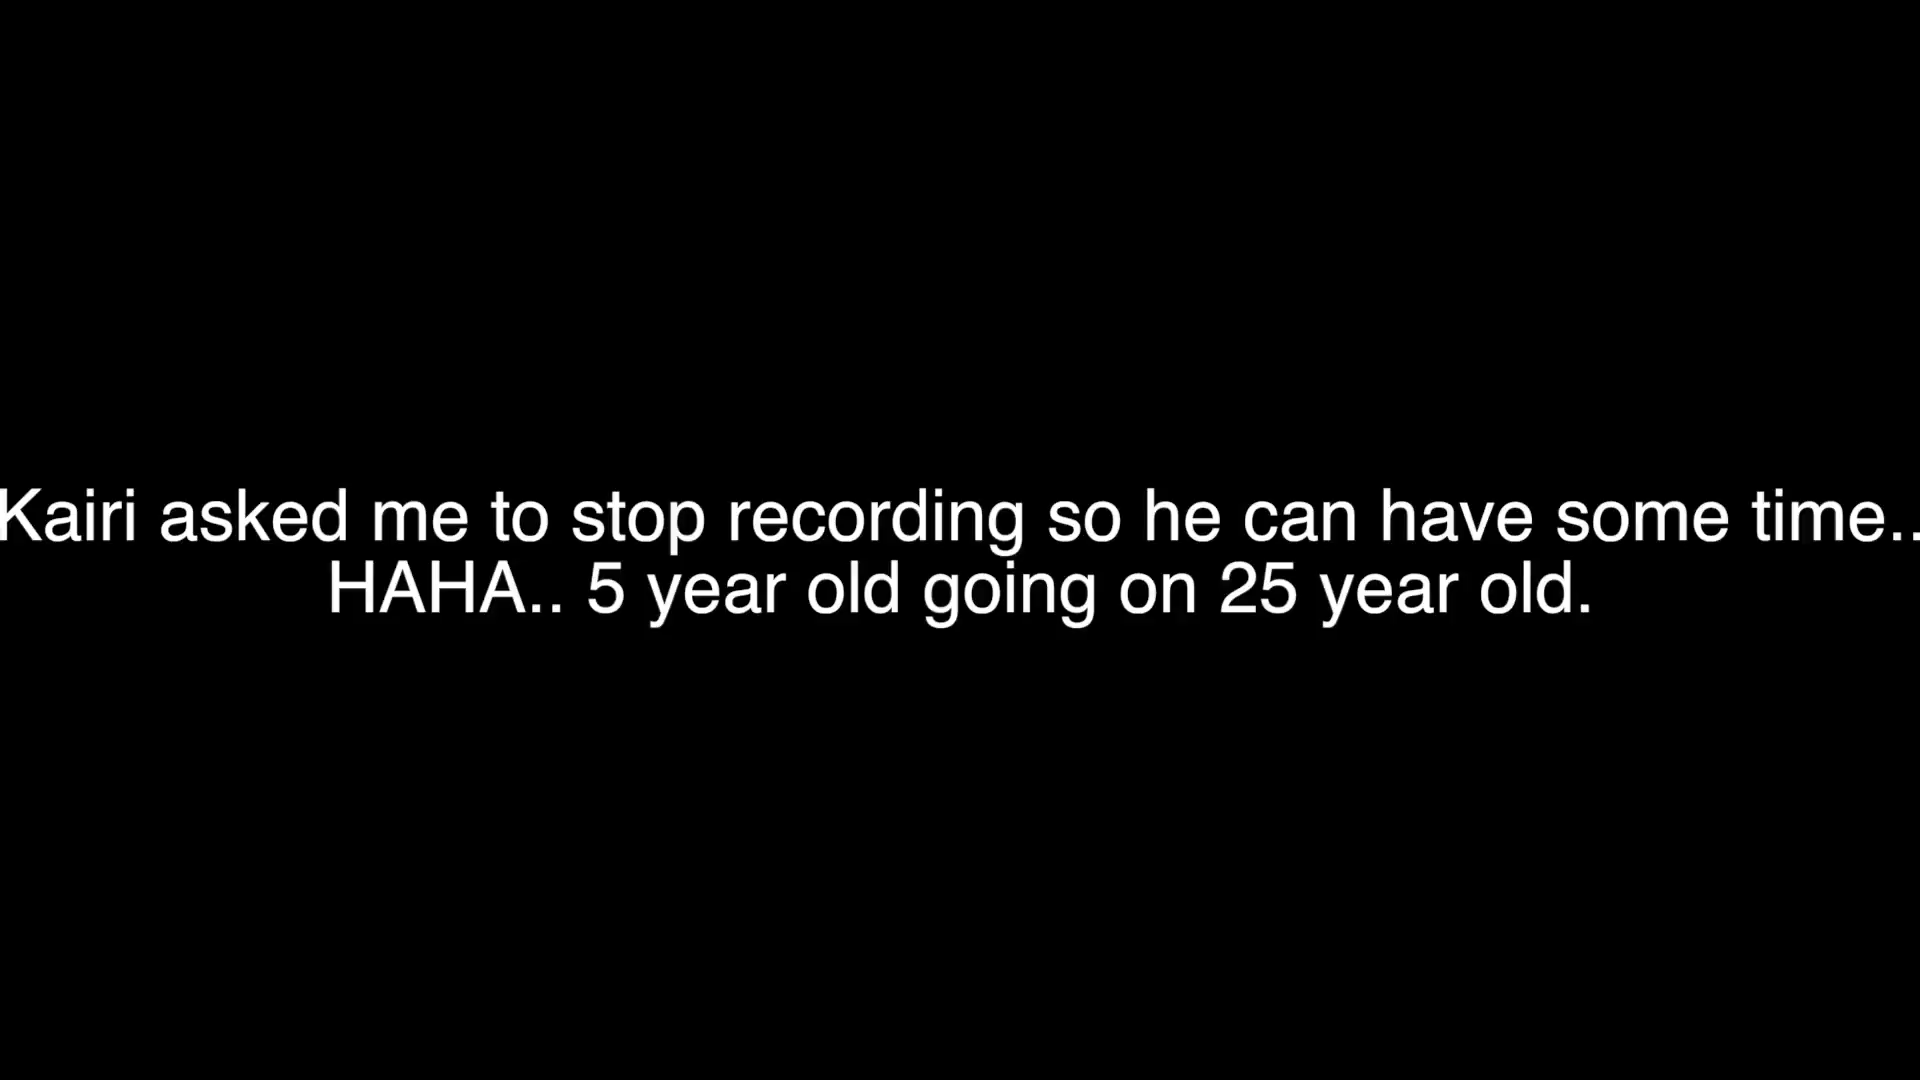 Kairi asked me to stop recording so he can have some time..
HAHA.. 5 year old going on 25 year old.